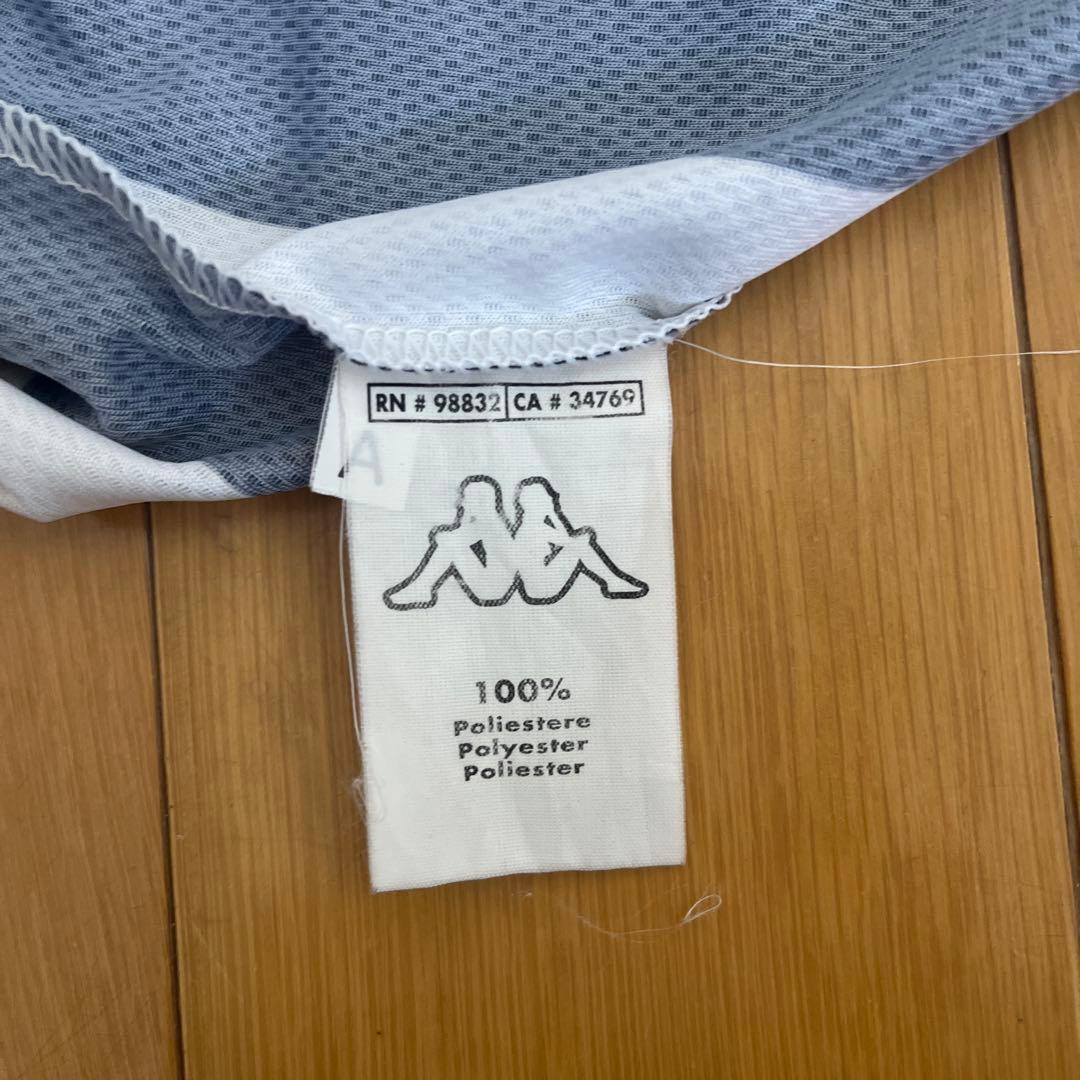 RN # 98832 CA # 34769
A
100%
Poliestere
Polyester
Poliester